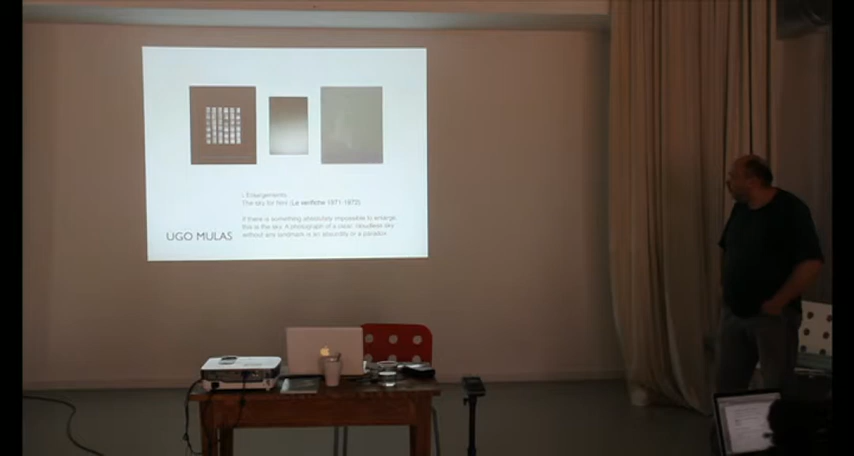 Enlargements.
The sky for Nini (Le verifiche 1971-1972)
If there is something absolutely impossible to enlarge,
this is the sky. A photograph of a clear, cloudless sky
without any landmark is an absurdity or a paradox.
UGO MULAS